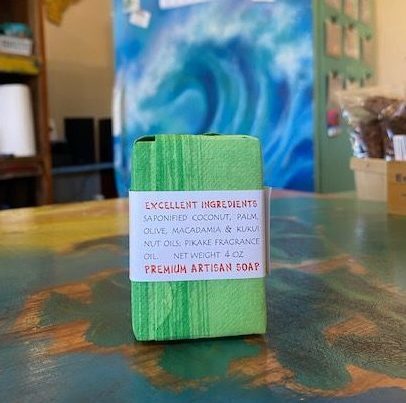 EXCELLENT INGREDIENTS
SAPONIFIED COCONUT, PALM,
OLIVE, MACADAMIA & KUKUI
NUT OILS; PIKAKE FRAGRANCE
OIL. NET WEIGHT 4 OZ
PREMIUM ARTISAN SOAP